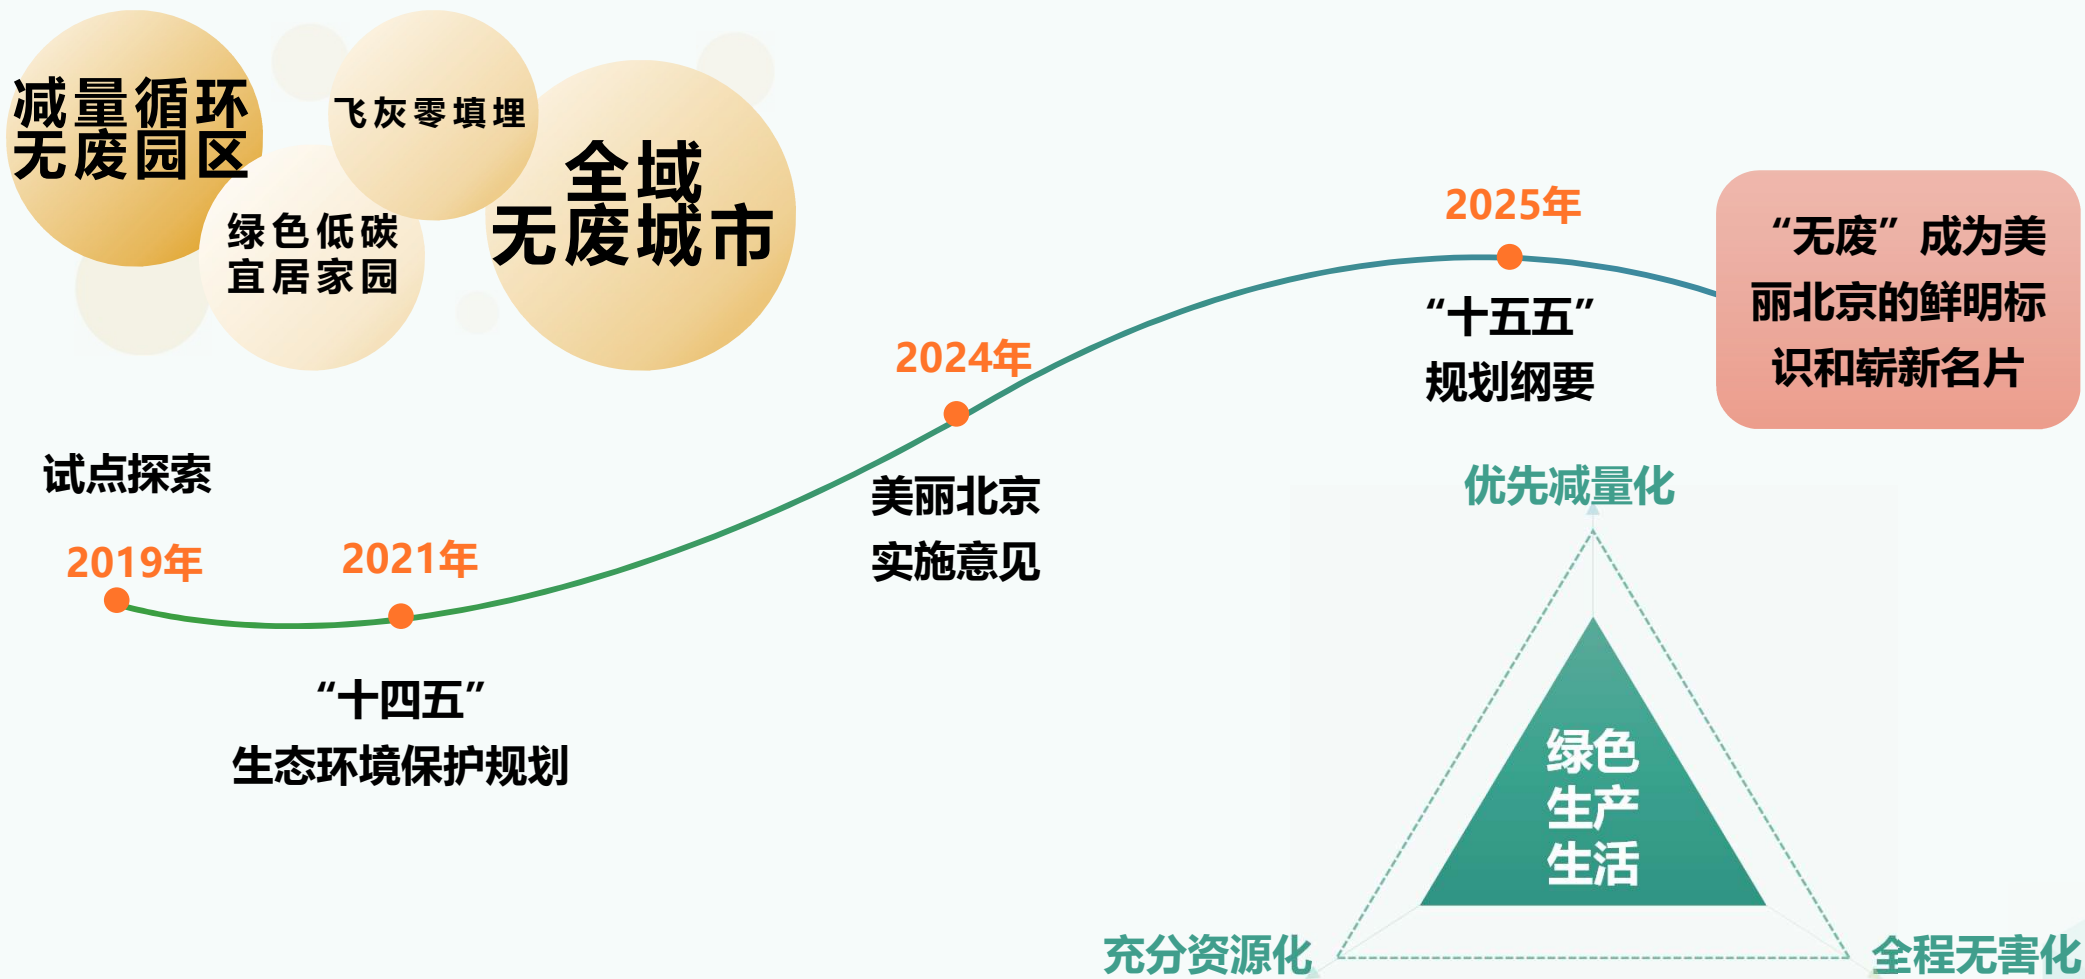 减量循环
无废园区
飞灰零填埋
绿色低碳
宜居家园
全域
无废城市
试点探索
2019年
2021年
“十四五”
生态环境保护规划
2024年
美丽北京
实施意见
2025年
“十五五”
规划纲要
“无废”成为美
丽北京的鲜明标
识和崭新名片
优先减量化
绿色
生产
生活
充分资源化
全程无害化